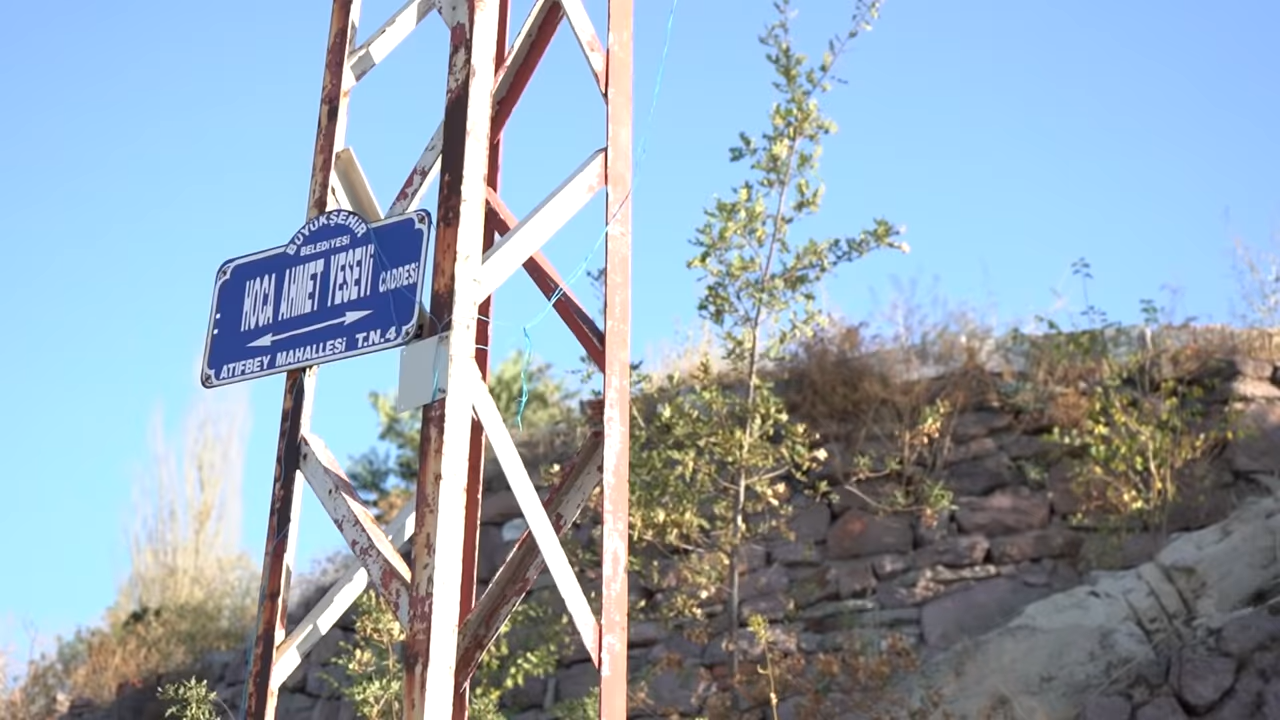 BÜYÜKŞEHİR
BELEDİYESİ
HOCA AHMET YESEVİ CADDESİ
ATIFBEY MAHALLESİ T.N.4